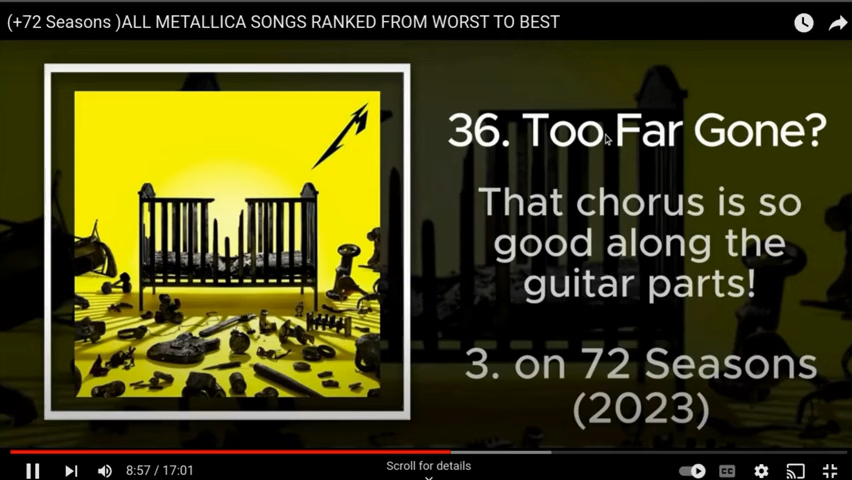 (+72 Seasons )ALL METALLICA SONGS RANKED FROM WORST TO BEST
36. Too Far Gone?
That chorus is so
good along the
guitar parts!
3. on 72 Seasons
(2023)
8:57 / 17:01
Scroll for details
CC